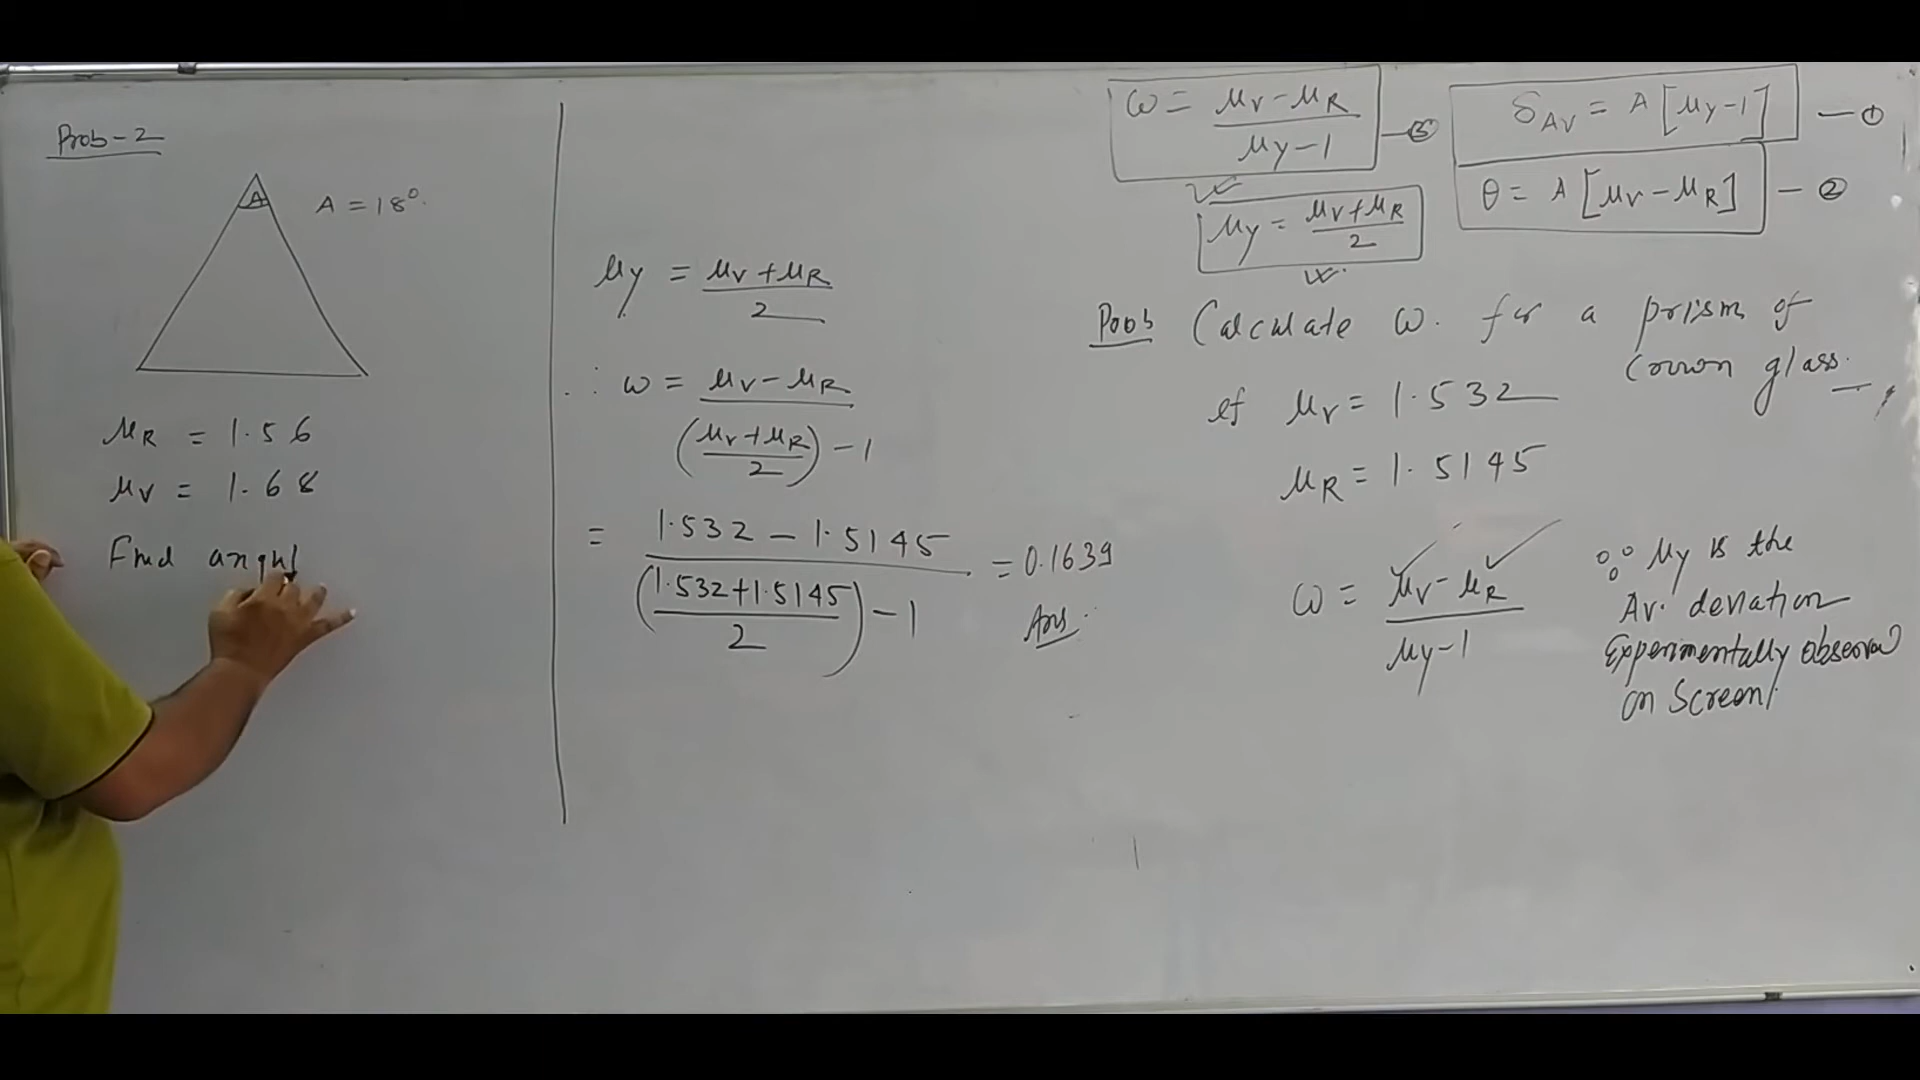 Prob-2
A
A = 18°.
μR = 1.56
μV = 1.68
Find
μy = (μV + μR)/2
∴ ω = (μV - μR)/((μV + μR)/2) - 1
= (1.532 - 1.5145)/((1.532 + 1.5145)/2) - 1 = 0.1639
Ans.
ω = (μV - μR)/(μy - 1) — ⑤
δAV = A [μy - 1] — ①
μy = (μV + μR)/2
θ = A [μV - μR] — ②
Prob Calculate ω. for a prism of
crown glass.
if μV = 1.532
μR = 1.5145
ω = (μV - μR)/(μy - 1)
∵ μy is the
Av. deviation
Experimentally
on Screen